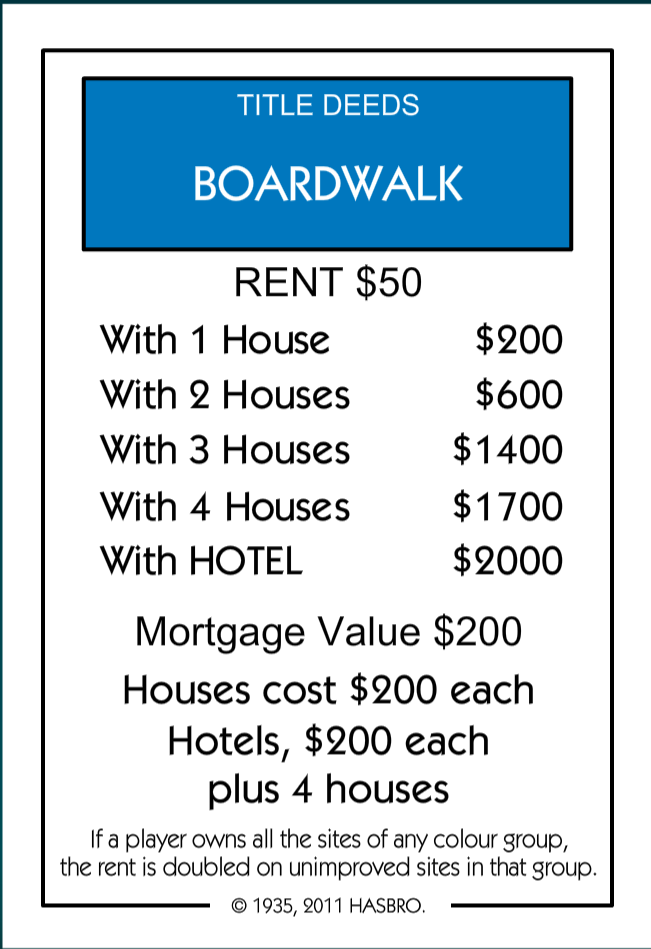 TITLE DEEDS
BOARDWALK
RENT $50
With 1 House $200
With 2 Houses $600
With 3 Houses $1400
With 4 Houses $1700
With HOTEL $2000
Mortgage Value $200
Houses cost $200 each
Hotels, $200 each
plus 4 houses
If a player owns all the sites of any colour group,
the rent is doubled on unimproved sites in that group.
© 1935, 2011 HASBRO.